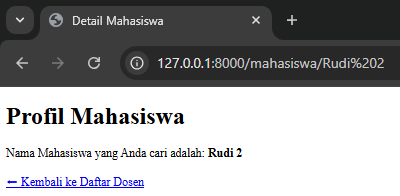 Detail Mahasiswa
127.0.0.1:8000/mahasiswa/Rudi%202
Profil Mahasiswa
Nama Mahasiswa yang Anda cari adalah: Rudi 2
← Kembali ke Daftar Dosen